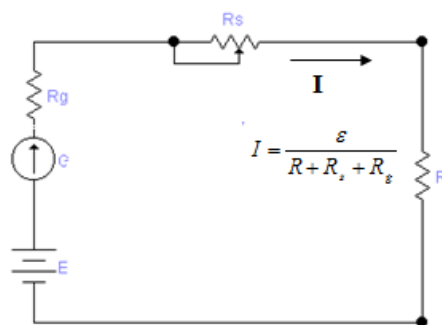 Rs
Rg
I
I = ε / (R + Rs + Rg)
G
R
E